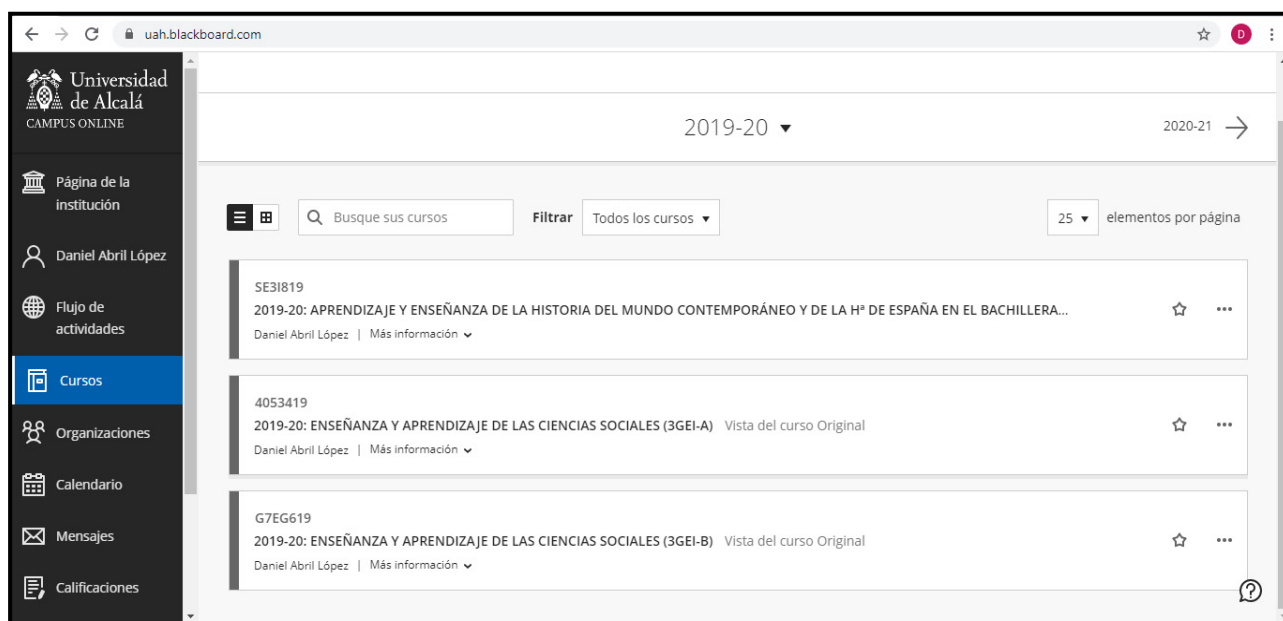 uah.blackboard.com
D
Universidad
de Alcalá
CAMPUS ONLINE
Página de la
institución
Daniel Abril López
Flujo de
actividades
Cursos
Organizaciones
Calendario
Mensajes
Calificaciones
2019-20
2020-21
Busque sus cursos
Filtrar Todos los cursos
25 elementos por página
SE3I819
2019-20: APRENDIZAJE Y ENSEÑANZA DE LA HISTORIA DEL MUNDO CONTEMPORÁNEO Y DE LA Hª DE ESPAÑA EN EL BACHILLERA...
Daniel Abril López | Más información
4053419
2019-20: ENSEÑANZA Y APRENDIZAJE DE LAS CIENCIAS SOCIALES (3GEI-A) Vista del curso Original
Daniel Abril López | Más información
G7EG619
2019-20: ENSEÑANZA Y APRENDIZAJE DE LAS CIENCIAS SOCIALES (3GEI-B) Vista del curso Original
Daniel Abril López | Más información